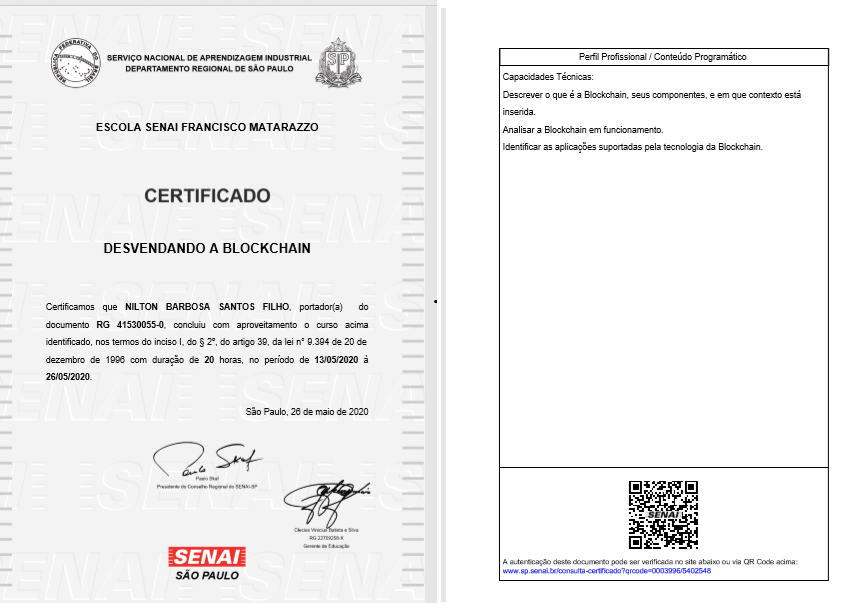 SERVIÇO NACIONAL DE APRENDIZAGEM INDUSTRIAL
DEPARTAMENTO REGIONAL DE SÃO PAULO
ESCOLA SENAI FRANCISCO MATARAZZO
CERTIFICADO
DESVENDANDO A BLOCKCHAIN
Certificamos que NILTON BARBOSA SANTOS FILHO, portador(a) do
documento RG 41530055-0, concluiu com aproveitamento o curso acima
identificado, nos termos do inciso I, do § 2º, do artigo 39, da lei nº 9.394 de 20 de
dezembro de 1996 com duração de 20 horas, no período de 13/05/2020 à
26/05/2020.
São Paulo, 26 de maio de 2020
Paulo Skaf
Presidente do Conselho Regional do SENAI-SP
Clecios Vinícius Batista e Silva
RG 22709258-X
Gerente de Educação
SENAI
SÃO PAULO
Perfil Profissional / Conteúdo Programático
Capacidades Técnicas:
Descrever o que é a Blockchain, seus componentes, e em que contexto está
inserida.
Analisar a Blockchain em funcionamento.
Identificar as aplicações suportadas pela tecnologia da Blockchain.
SENAI
A autenticação deste documento pode ser verificada no site abaixo ou via QR Code acima:
www.sp.senai.br/consulta-certificado?qrcode=0003996/5402548